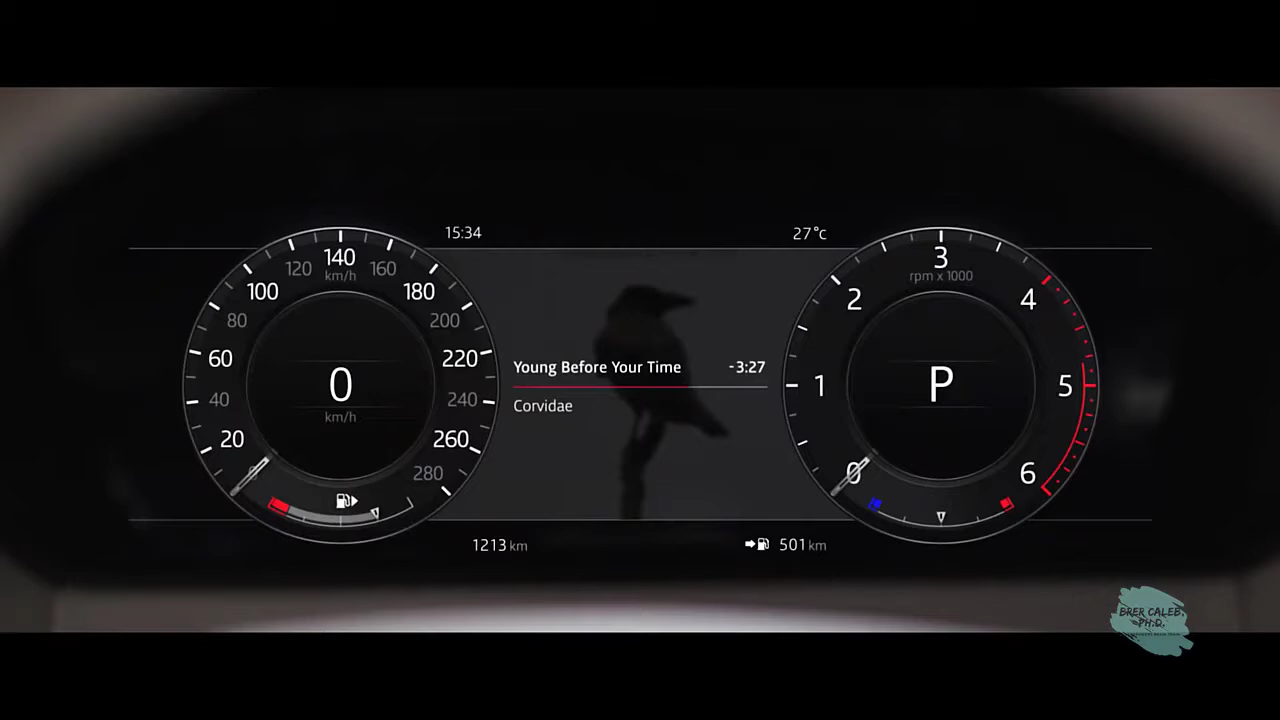 15:34
27°C
140
km/h
120
160
100
180
80
200
60
220
40
240
20
260
0
280
0
km/h
Young Before Your Time
-3:27
Corvidae
3
rpm x 1000
2
4
1
5
0
6
P
1213 km
501 km
BRER CALEB,
PH.D.